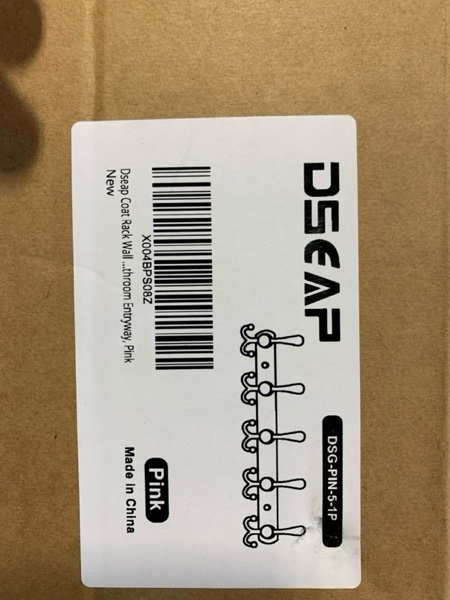 DSEAP
DSG-PIN-5-1P
X004BPS08Z
Dseap Coat Rack Wall ...throom Entryway, Pink
New
Pink
Made in China